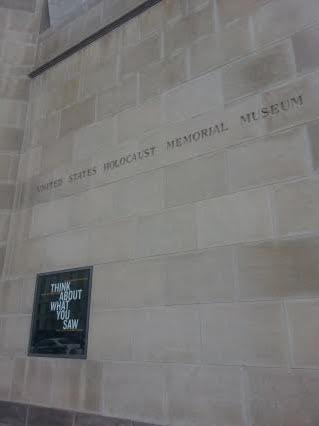 UNITED STATES HOLOCAUST MEMORIAL MUSEUM
THINK
ABOUT
WHAT
YOU
SAW